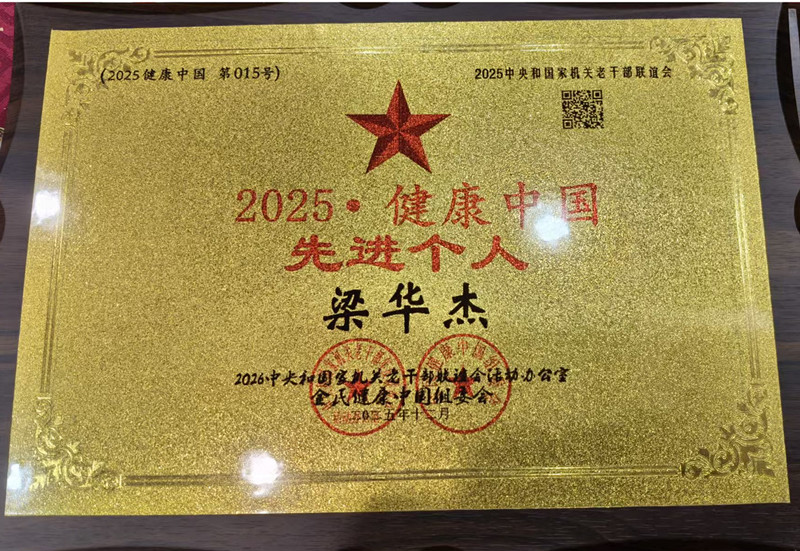 (2025健康中国 第015号)
2025中央和国家机关老干部联谊会
2025·健康中国
先进个人
梁华杰
2026中央和国家机关老干部联谊会活动办公室
全民健康中国组委会
二〇二五年十二月